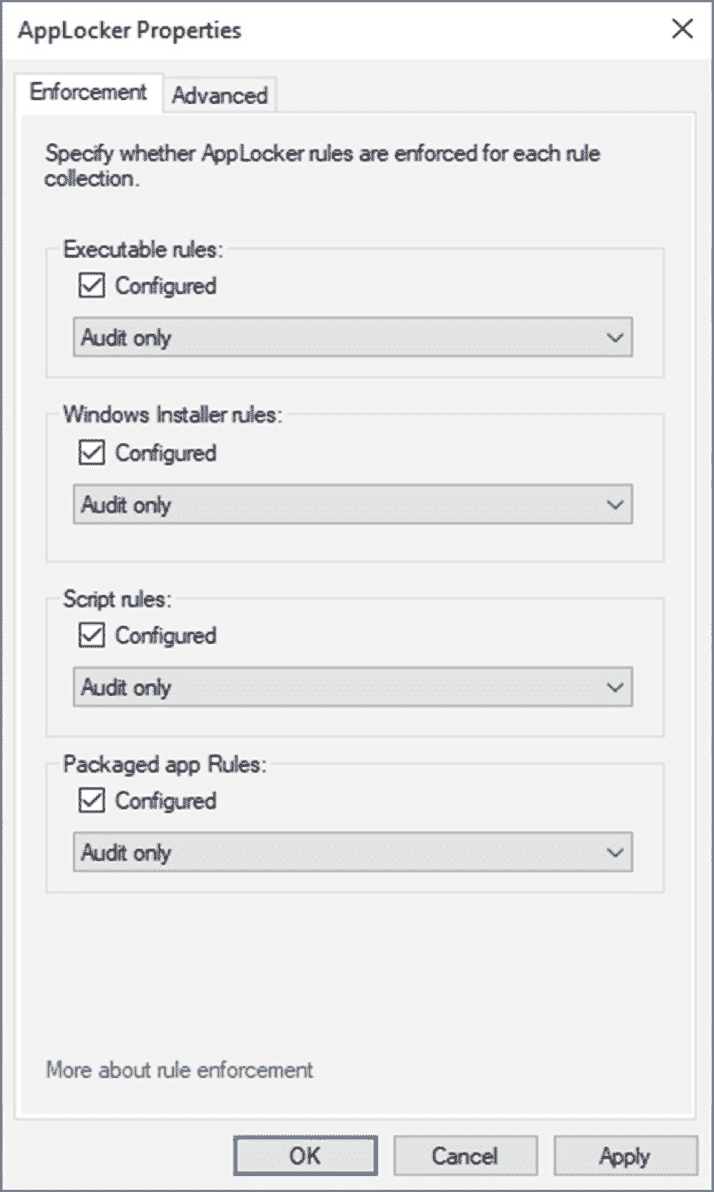 AppLocker Properties
Enforcement
Advanced
Specify whether AppLocker rules are enforced for each rule
collection.
Executable rules:
Configured
Audit only
Windows Installer rules:
Configured
Audit only
Script rules:
Configured
Audit only
Packaged app Rules:
Configured
Audit only
More about rule enforcement
OK
Cancel
Apply